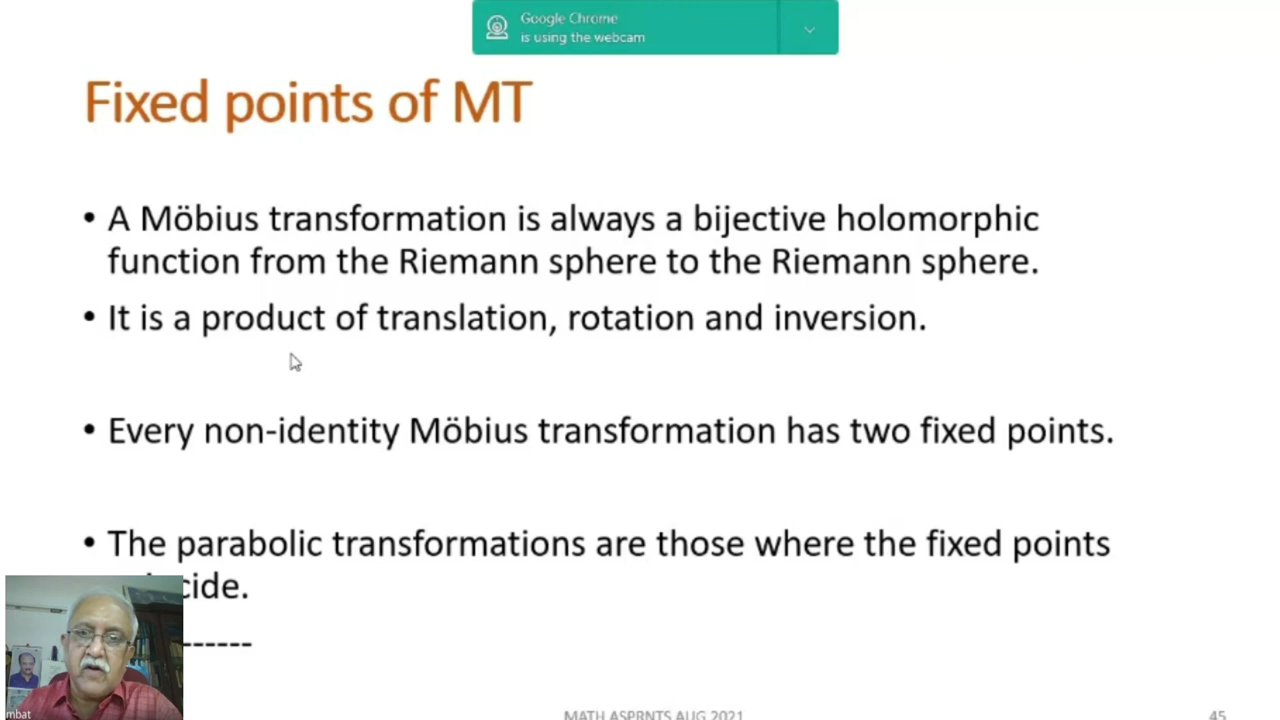 Google Chrome
is using the webcam
Fixed points of MT
• A Möbius transformation is always a bijective holomorphic
function from the Riemann sphere to the Riemann sphere.
• It is a product of translation, rotation and inversion.
• Every non-identity Möbius transformation has two fixed points.
• The parabolic transformations are those where the fixed points
cide.
------
mbat
MATH ASPRNTS AUG 2021
45